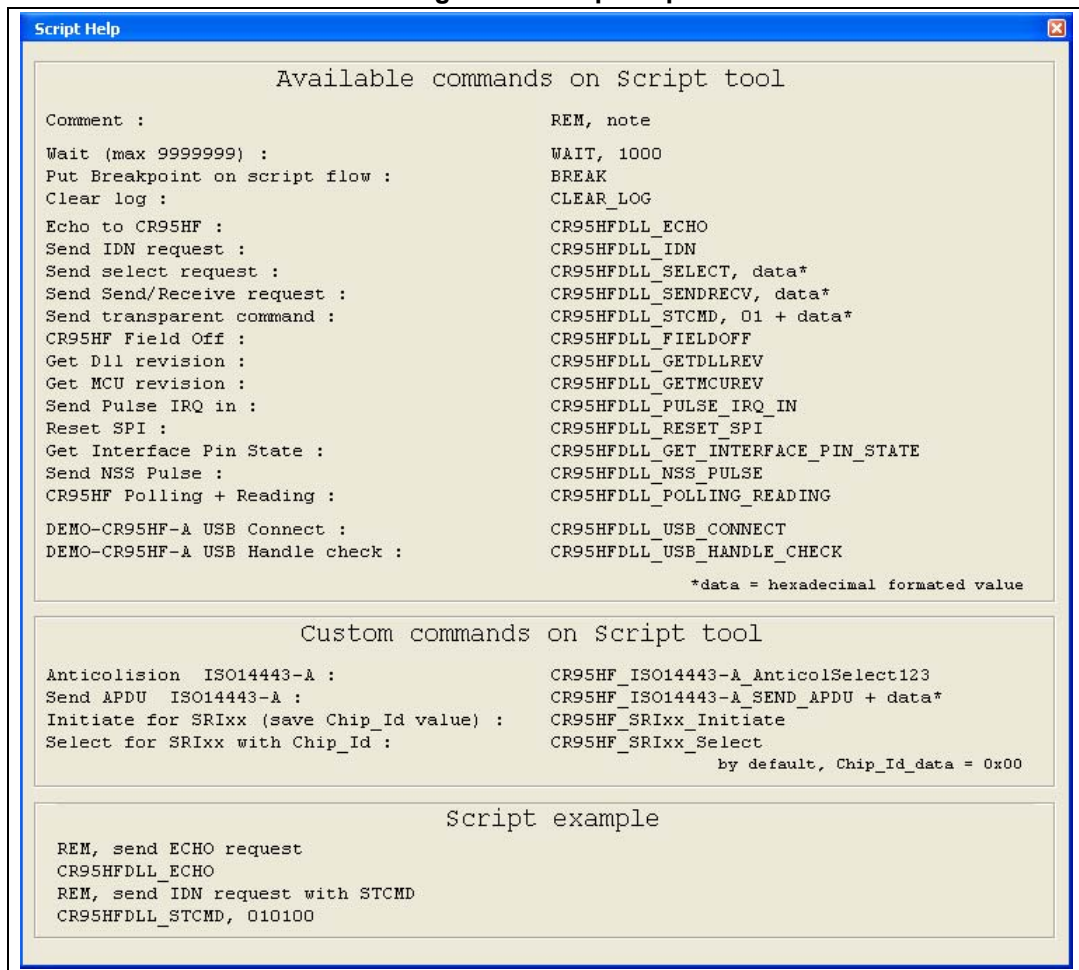 Script Help
Available commands on Script tool
Comment : REM, note
Wait (max 9999999) : WAIT, 1000
Put Breakpoint on script flow : BREAK
Clear log : CLEAR_LOG
Echo to CR95HF : CR95HFDLL_ECHO
Send IDN request : CR95HFDLL_IDN
Send select request : CR95HFDLL_SELECT, data*
Send Send/Receive request : CR95HFDLL_SENDRECV, data*
Send transparent command : CR95HFDLL_STCMD, 01 + data*
CR95HF Field Off : CR95HFDLL_FIELDOFF
Get Dll revision : CR95HFDLL_GETDLLREV
Get MCU revision : CR95HFDLL_GETMCUREV
Send Pulse IRQ in : CR95HFDLL_PULSE_IRQ_IN
Reset SPI : CR95HFDLL_RESET_SPI
Get Interface Pin State : CR95HFDLL_GET_INTERFACE_PIN_STATE
Send NSS Pulse : CR95HFDLL_NSS_PULSE
CR95HF Polling + Reading : CR95HFDLL_POLLING_READING
DEMO-CR95HF-A USB Connect : CR95HFDLL_USB_CONNECT
DEMO-CR95HF-A USB Handle check : CR95HFDLL_USB_HANDLE_CHECK
*data = hexadecimal formated value
Custom commands on Script tool
Anticolision ISO14443-A : CR95HF_ISO14443-A_AnticolSelect123
Send APDU ISO14443-A : CR95HF_ISO14443-A_SEND_APDU + data*
Initiate for SRIxx (save Chip_Id value) : CR95HF_SRIxx_Initiate
Select for SRIxx with Chip_Id : CR95HF_SRIxx_Select
by default, Chip_Id_data = 0x00
Script example
REM, send ECHO request
CR95HFDLL_ECHO
REM, send IDN request with STCMD
CR95HFDLL_STCMD, 010100